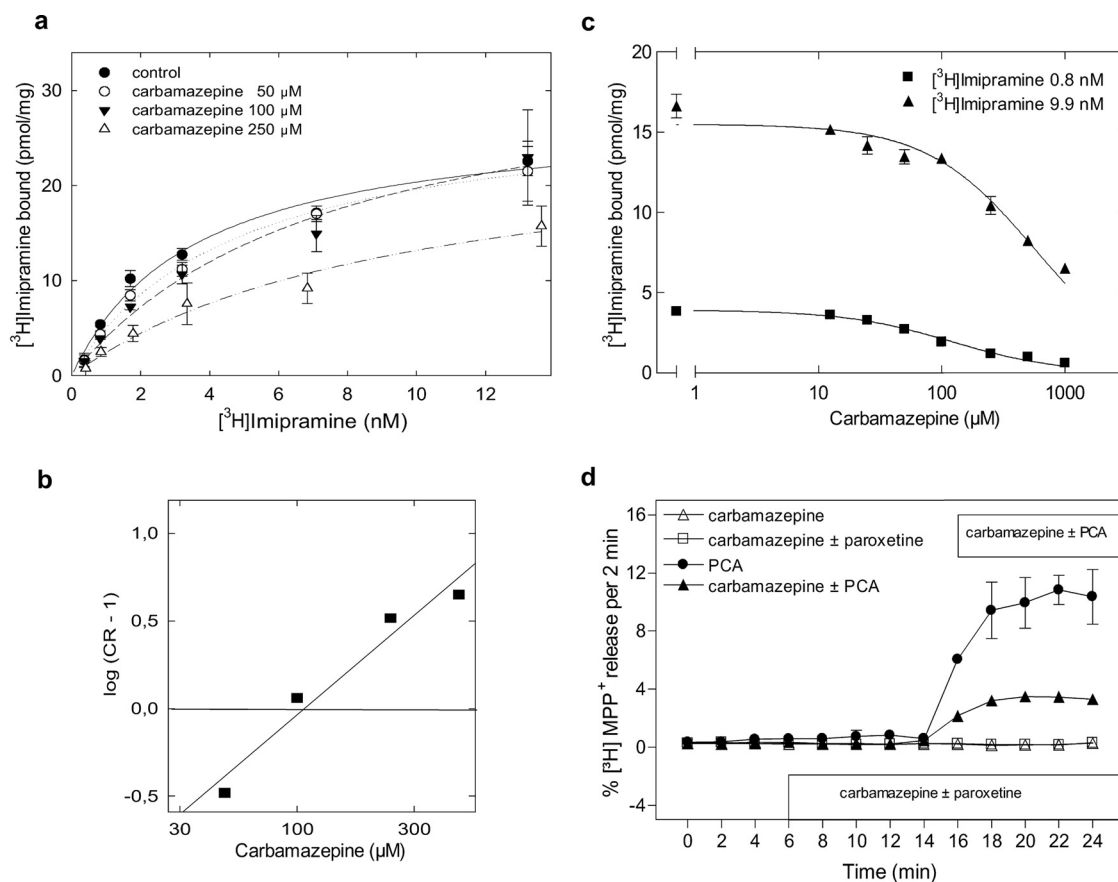 a
control
carbamazepine 50 µM
carbamazepine 100 µM
carbamazepine 250 µM
[³H]Imipramine bound (pmol/mg)
30
20
10
0
0 2 4 6 8 10 12
[³H]Imipramine (nM)
b
log (CR - 1)
1,0
0,5
0,0
-0,5
30 100 300
Carbamazepine (µM)
c
[³H]Imipramine 0.8 nM
[³H]Imipramine 9.9 nM
[³H]Imipramine bound (pmol/mg)
20
15
10
5
0
1 10 100 1000
Carbamazepine (µM)
d
carbamazepine
carbamazepine ± paroxetine
PCA
carbamazepine ± PCA
carbamazepine ± PCA
% [³H] MPP⁺ release per 2 min
16
12
8
4
0
-4
carbamazepine ± paroxetine
0 2 4 6 8 10 12 14 16 18 20 22 24
Time (min)